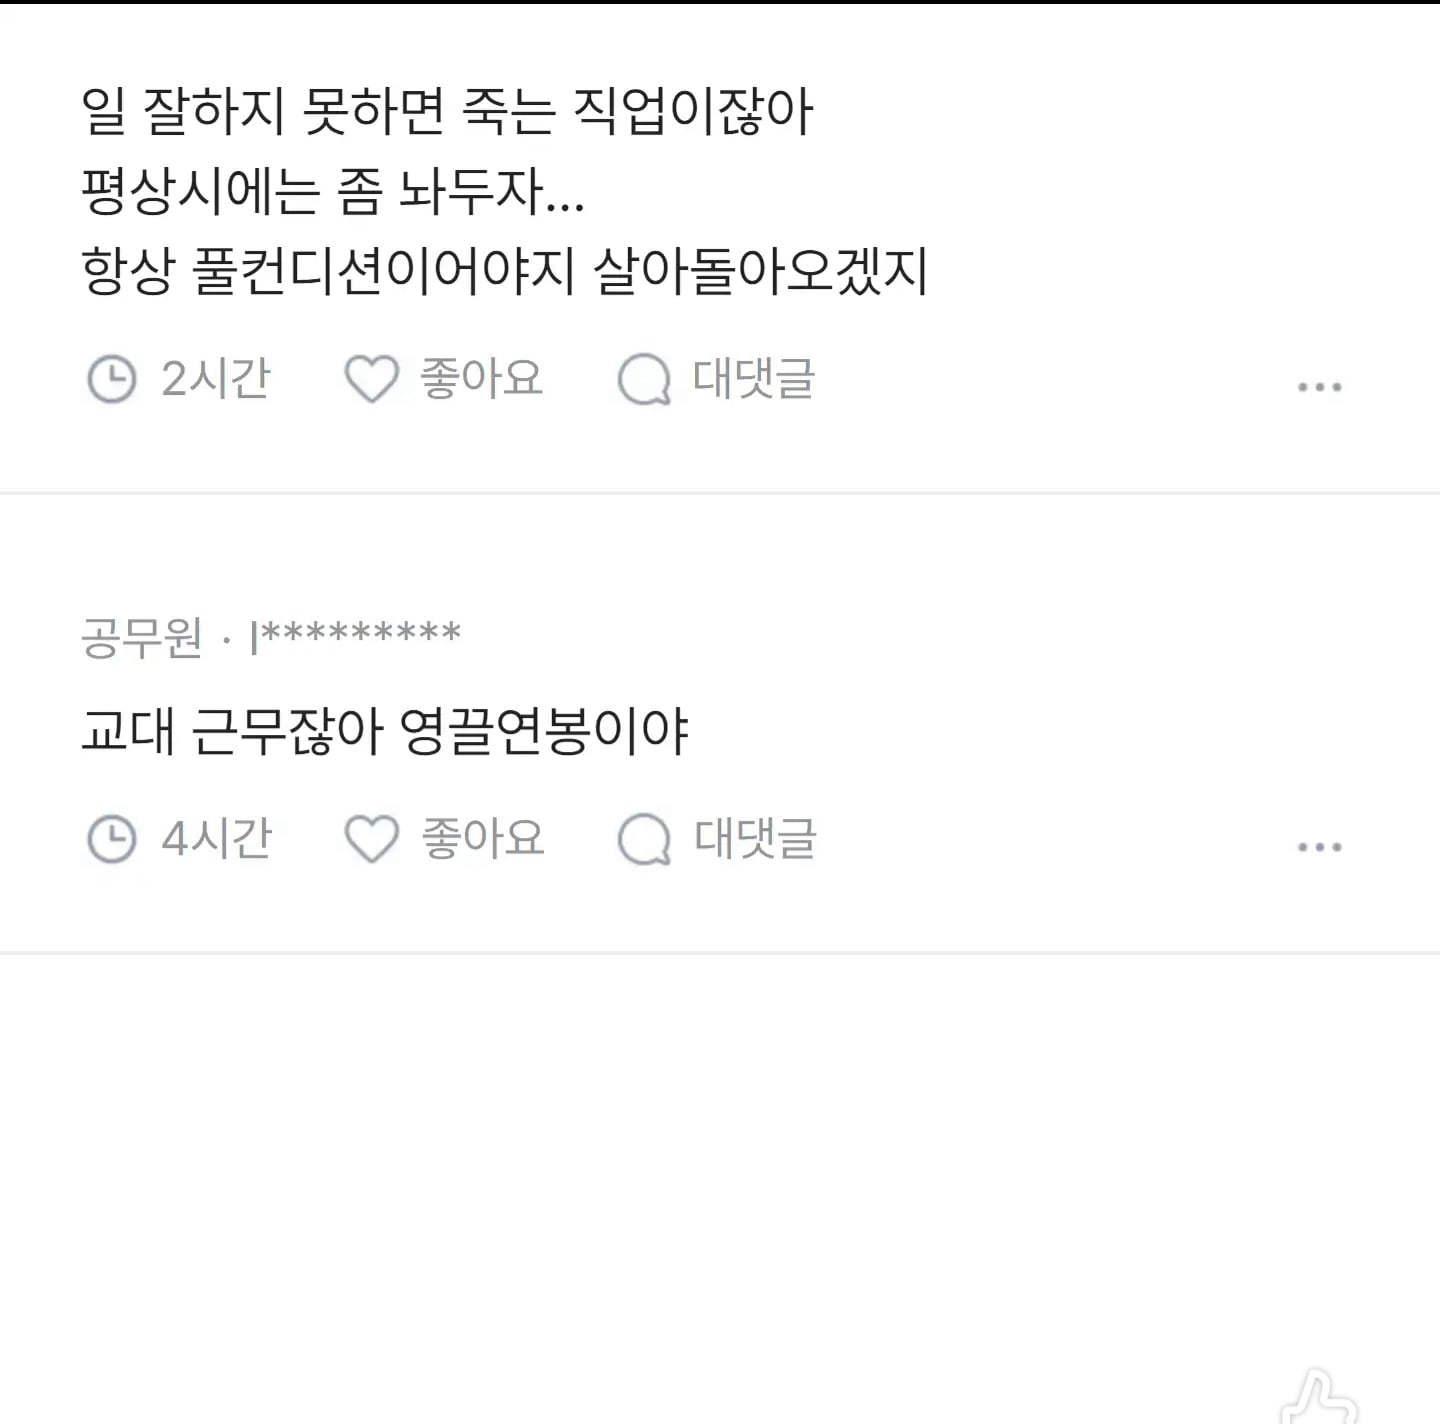 일 잘하지 못하면 죽는 직업이잖아
평상시에는 좀 놔두자...
항상 풀컨디션이어야지 살아돌아오겠지
2시간 좋아요 대댓글
공무원 · l*********
교대 근무잖아 영끌연봉이야
4시간 좋아요 대댓글